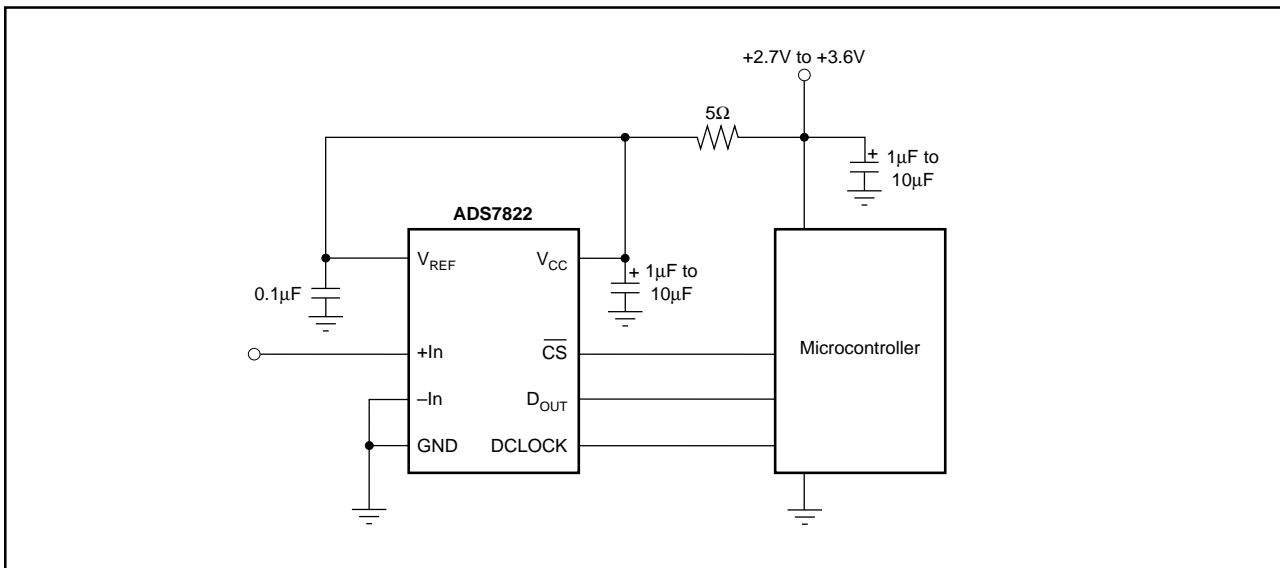 +2.7V to +3.6V
5Ω
+ 1µF to
10µF
ADS7822
V_REF
V_CC
+ 1µF to
10µF
0.1µF
+In
C̅S̅
Microcontroller
–In
D_OUT
GND
DCLOCK